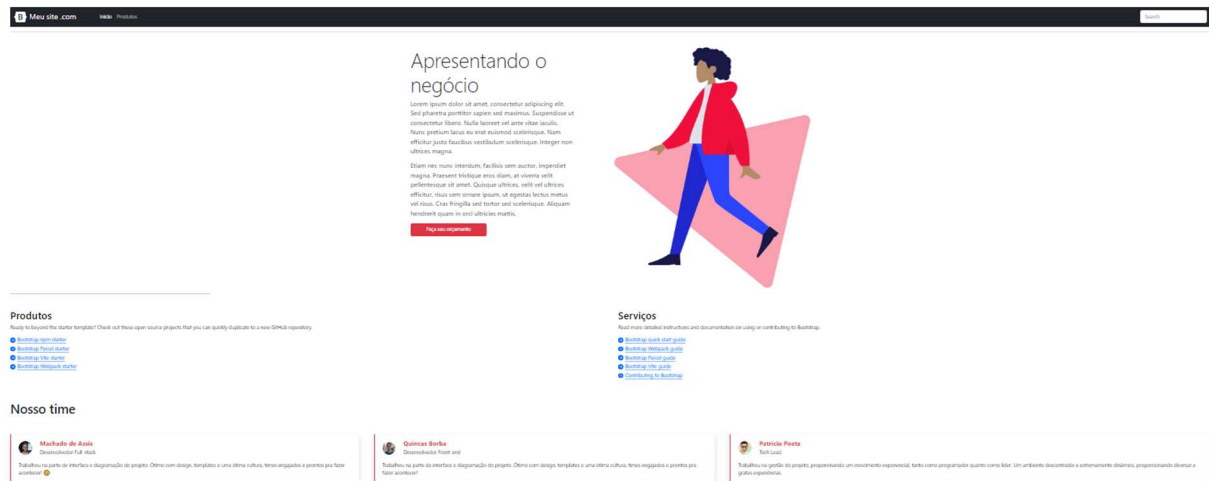 B Meu site .com Início Produtos Search
Apresentando o
negócio
Lorem ipsum dolor sit amet, consectetur adipiscing elit.
Sed pharetra porttitor sapien sed maximus. Suspendisse ut
consectetur libero. Nulla laoreet vel ante vitae iaculis.
Nunc pretium lacus eu erat euismod scelerisque. Nam
efficitur justo faucibus vestibulum scelerisque. Integer non
ultrices magna.
Etiam nec nunc interdum, facilisis sem auctor, imperdiet
magna. Praesent tristique eros diam, at viverra velit
pellentesque sit amet. Quisque ultrices, velit vel ultrices
efficitur, risus sem ornare ipsum, ut egestas lectus metus
vel risus. Cras fringilla sed tortor sed scelerisque. Aliquam
hendrerit quam in orci ultricies mattis.
Faça seu orçamento
Produtos
Ready to beyond the starter template? Check out these open source projects that you can quickly duplicate to a new GitHub repository.
Bootstrap npm starter
Bootstrap Parcel starter
Bootstrap Vite starter
Bootstrap Webpack starter
Serviços
Read more detailed instructions and documentation on using or contributing to Bootstrap.
Bootstrap quick start guide
Bootstrap Webpack guide
Bootstrap Parcel guide
Bootstrap Vite guide
Contributing to Bootstrap
Nosso time
Machado de Assis
Desenvolvedor Full stack
Trabalhou na parte de interface e diagramação do projeto. Otimo com design, templates e uma ótima cultura, times engajados e prontos pra fazer
acontecer!
Quincas Borba
Desenvolvedor Front end
Trabalhou na parte de interface e diagramação do projeto. Otimo com design, templates e uma ótima cultura, times engajados e prontos pra
fazer acontecer!
Patricio Poeta
Tech Lead
Trabalhou na gestão do projeto, proporcionando um crescimento exponencial, tanto como programador quanto como líder. Um ambiente descontraído e extremamente dinâmico, proporcionando diversas e
gratas experiências.